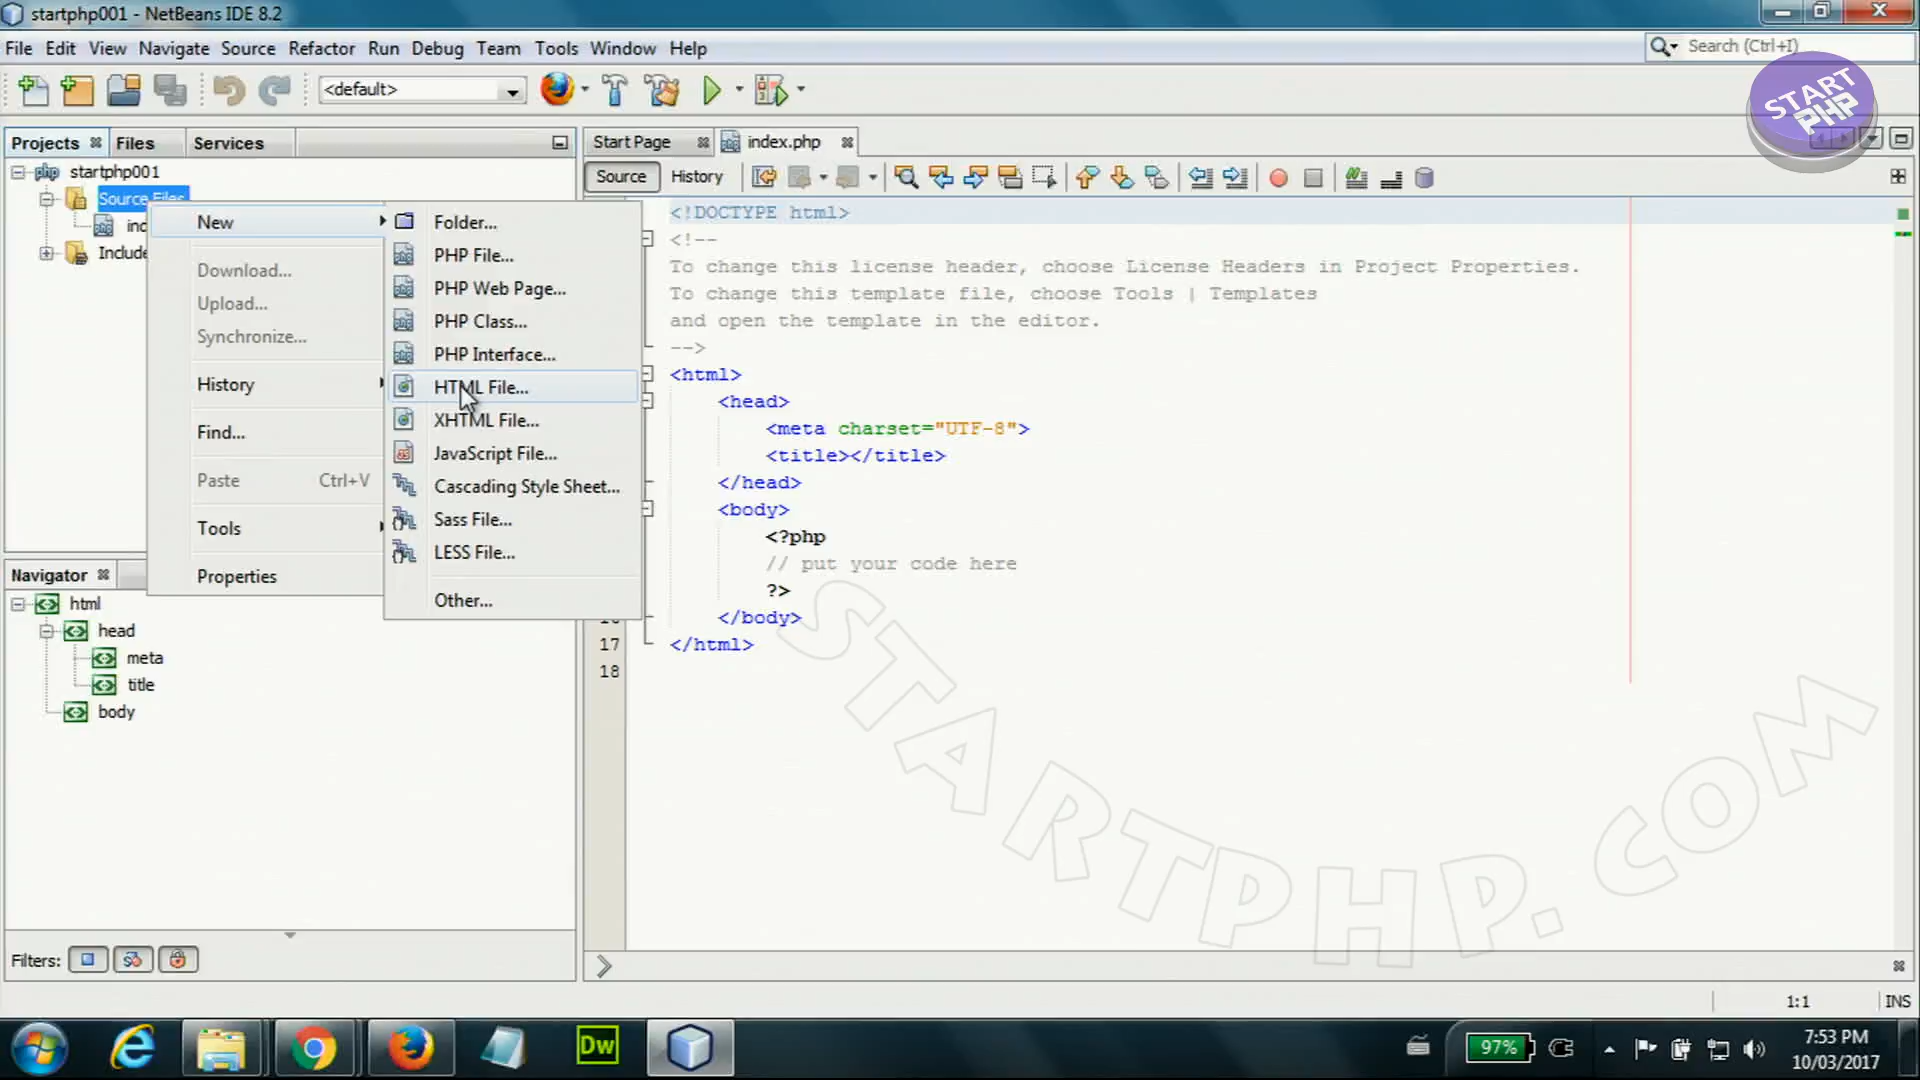 startphp001 - NetBeans IDE 8.2
File Edit View Navigate Source Refactor Run Debug Team Tools Window Help
Search (Ctrl+I)
START
PHP
<default>
Projects Files Services
startphp001
Source Files
ind
Include
New
Download...
Upload...
Synchronize...
History
Find...
Paste Ctrl+V
Tools
Properties
Folder...
PHP File...
PHP Web Page...
PHP Class...
PHP Interface...
HTML File...
XHTML File...
JavaScript File...
Cascading Style Sheet...
Sass File...
LESS File...
Other...
Start Page index.php
Source History
<!DOCTYPE html>
<!--
To change this license header, choose License Headers in Project Properties.
To change this template file, choose Tools | Templates
and open the template in the editor.
-->
<html>
<head>
<meta charset="UTF-8">
<title></title>
</head>
<body>
<?php
// put your code here
?>
</body>
17 </html>
18
Navigator
html
head
meta
title
body
Filters:
STARTPHP.COM
1:1 INS
Dw
97%
7:53 PM
10/03/2017